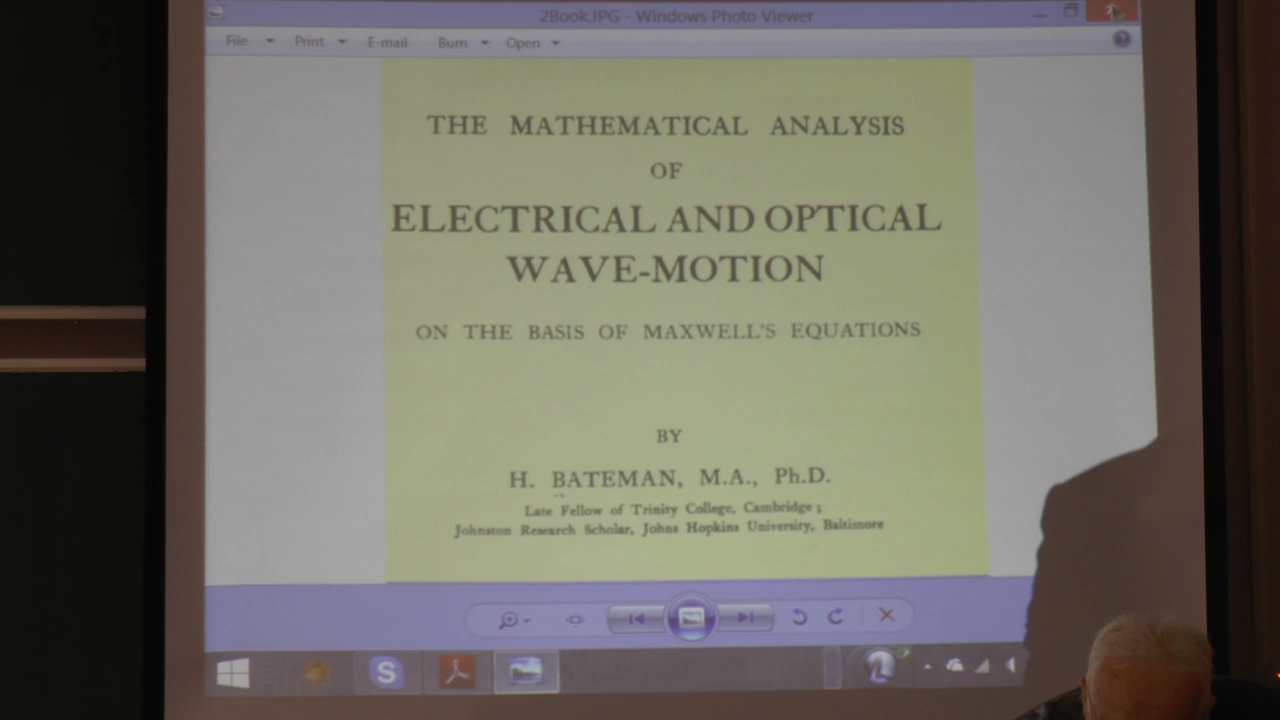 2Book.JPG - Windows Photo Viewer
File Print E-mail Burn Open
THE MATHEMATICAL ANALYSIS
OF
ELECTRICAL AND OPTICAL
WAVE-MOTION
ON THE BASIS OF MAXWELL'S EQUATIONS
BY
H. BATEMAN, M.A., Ph.D.
Late Fellow of Trinity College, Cambridge;
Johnston Research Scholar, Johns Hopkins University, Baltimore